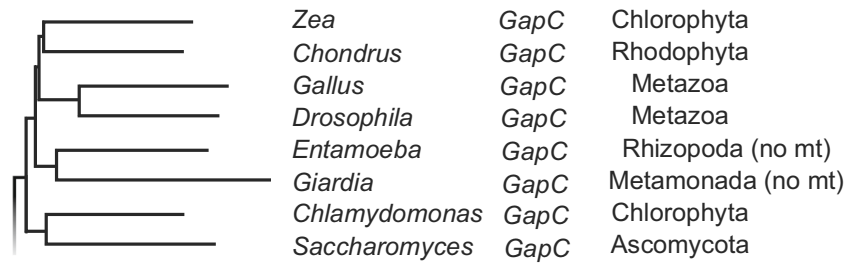 Zea GapC Chlorophyta
Chondrus GapC Rhodophyta
Gallus GapC Metazoa
Drosophila GapC Metazoa
Entamoeba GapC Rhizopoda (no mt)
Giardia GapC Metamonada (no mt)
Chlamydomonas GapC Chlorophyta
Saccharomyces GapC Ascomycota